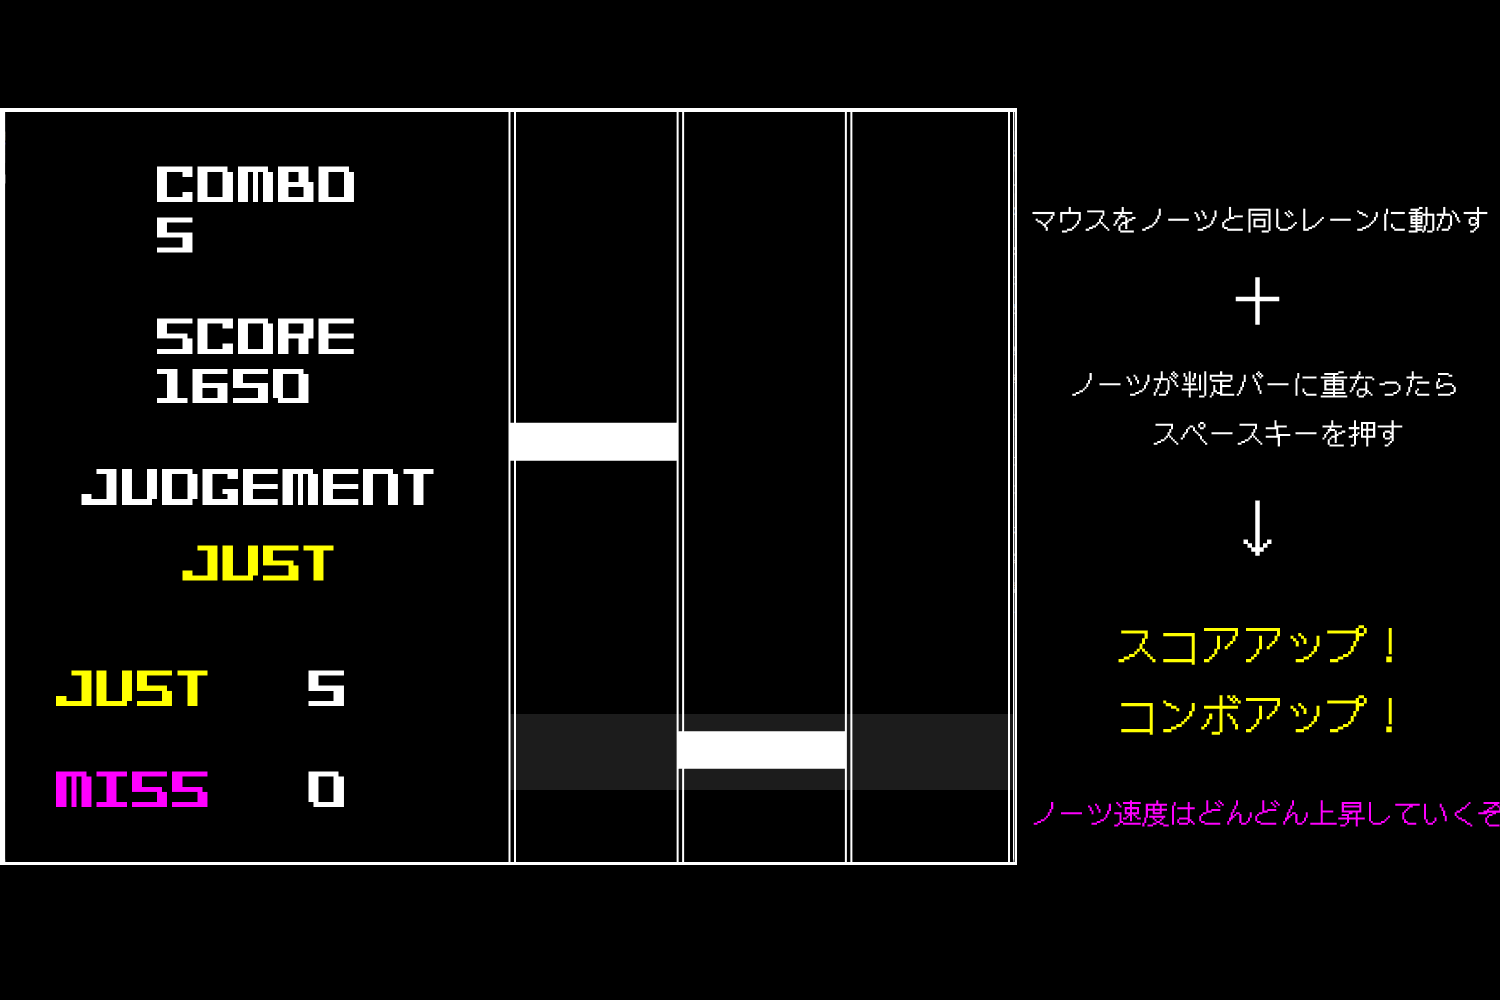 COMBO
5
SCORE
1650
JUDGEMENT
JUST
JUST 5
MISS 0
マウスをノーツと同じレーンに動かす
＋
ノーツが判定バーに重なったら
スペースキーを押す
↓
スコアアップ！
コンボアップ！
ノーツ速度はどんどん上昇していくぞ